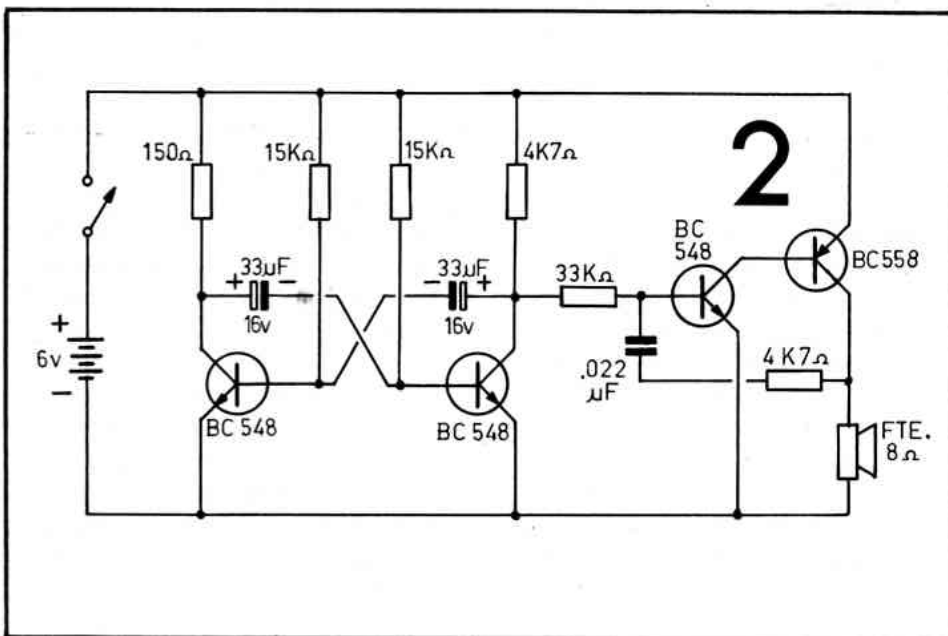 2
150Ω
15KΩ
15KΩ
4K7Ω
BC
548
BC558
33µF
+ -
16v
33µF
- +
16v
33KΩ
+
6v
-
.022
µF
4K7Ω
BC 548
BC 548
FTE.
8Ω